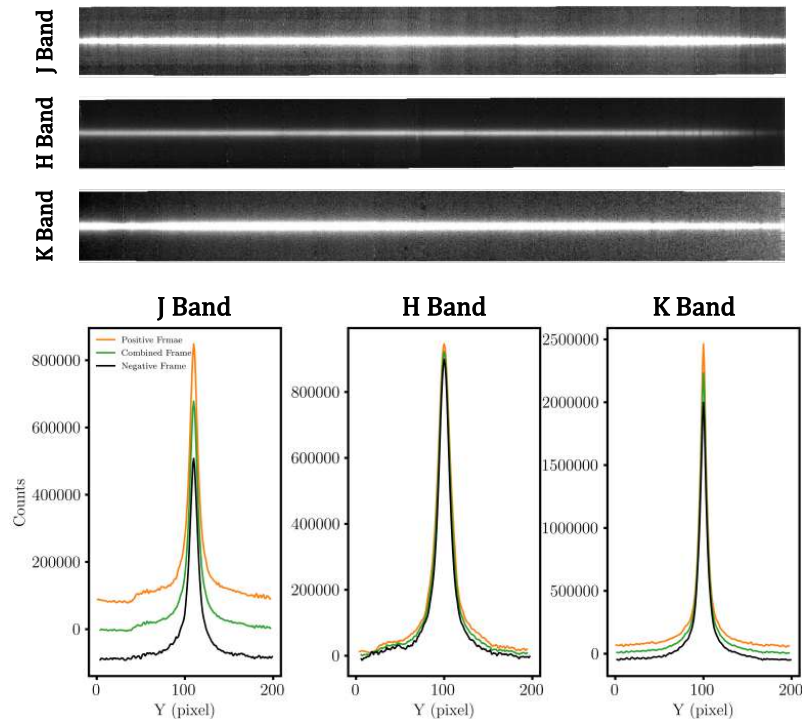 J Band
H Band
K Band
J Band
H Band
K Band
Positive Frmae
Combined Frame
Negative Frame
Counts
800000
600000
400000
200000
0
0
100
200
Y (pixel)
800000
600000
400000
200000
0
0
100
200
Y (pixel)
2500000
2000000
1500000
1000000
500000
0
0
100
200
Y (pixel)